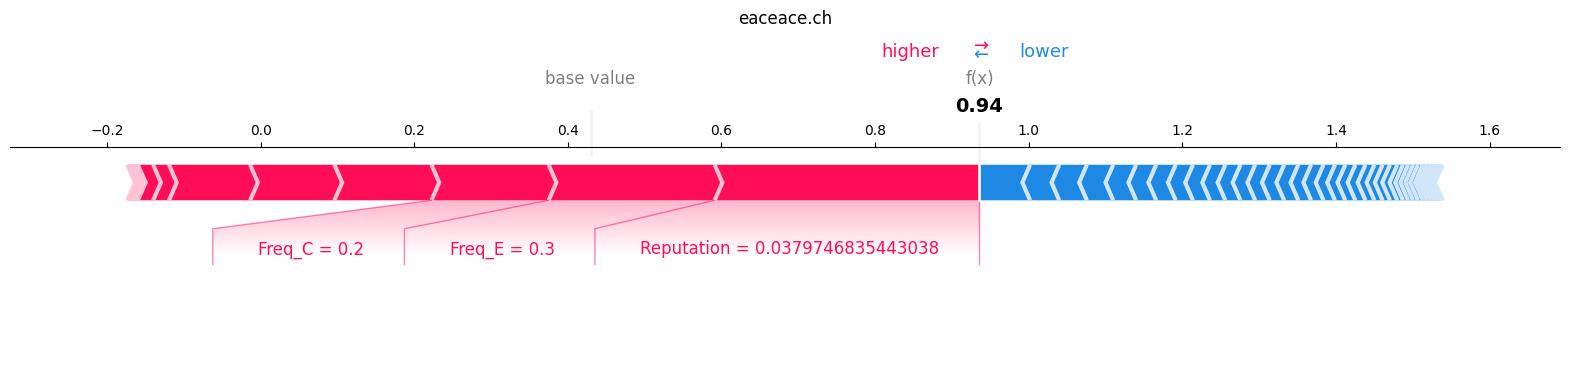 eaceace.ch
higher → ← lower
base value f(x)
0.94
−0.2 0.0 0.2 0.4 0.6 0.8 1.0 1.2 1.4 1.6
Freq_C = 0.2 Freq_E = 0.3 Reputation = 0.0379746835443038